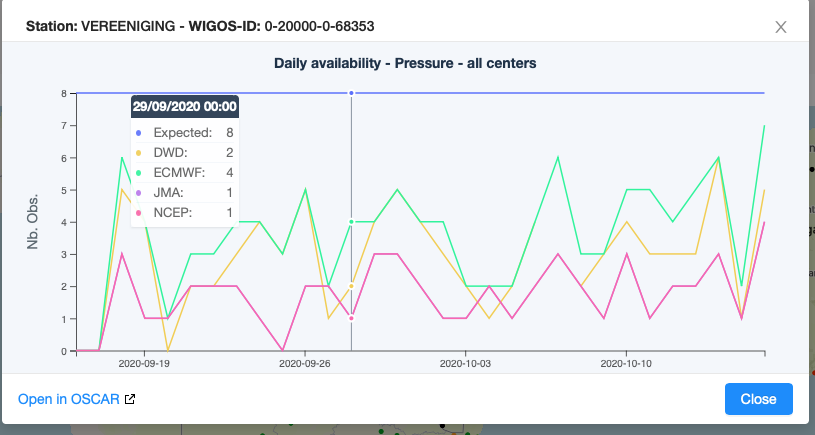 Station: VEREENIGING - WIGOS-ID: 0-20000-0-68353
Daily availability - Pressure - all centers
8
7
6
5
4
3
2
1
0
Nb. Obs.
29/09/2020 00:00
Expected: 8
DWD: 2
ECMWF: 4
JMA: 1
NCEP: 1
2020-09-19
2020-09-26
2020-10-03
2020-10-10
Open in OSCAR
Close